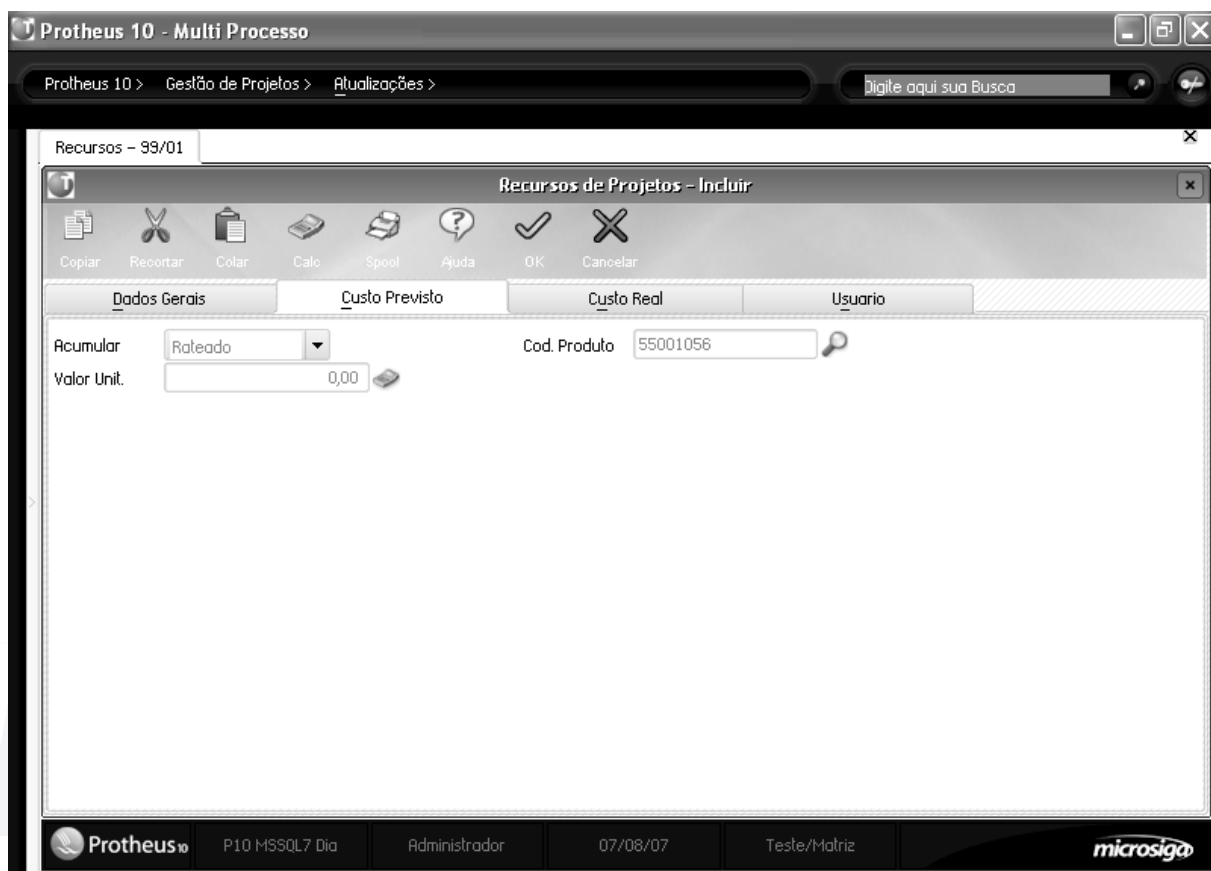 Protheus 10 - Multi Processo
Protheus 10 > Gestão de Projetos > Atualizações > Digite aqui sua Busca
Recursos – 99/01
Recursos de Projetos – Incluir
Copiar Recortar Colar Calc Spool Ajuda OK Cancelar
Dados Gerais Custo Previsto Custo Real Usuario
Acumular Rateado Cod. Produto 55001056
Valor Unit. 0,00
Protheus 10 P10 MSSQL7 Dia Administrador 07/08/07 Teste/Matriz microsiga